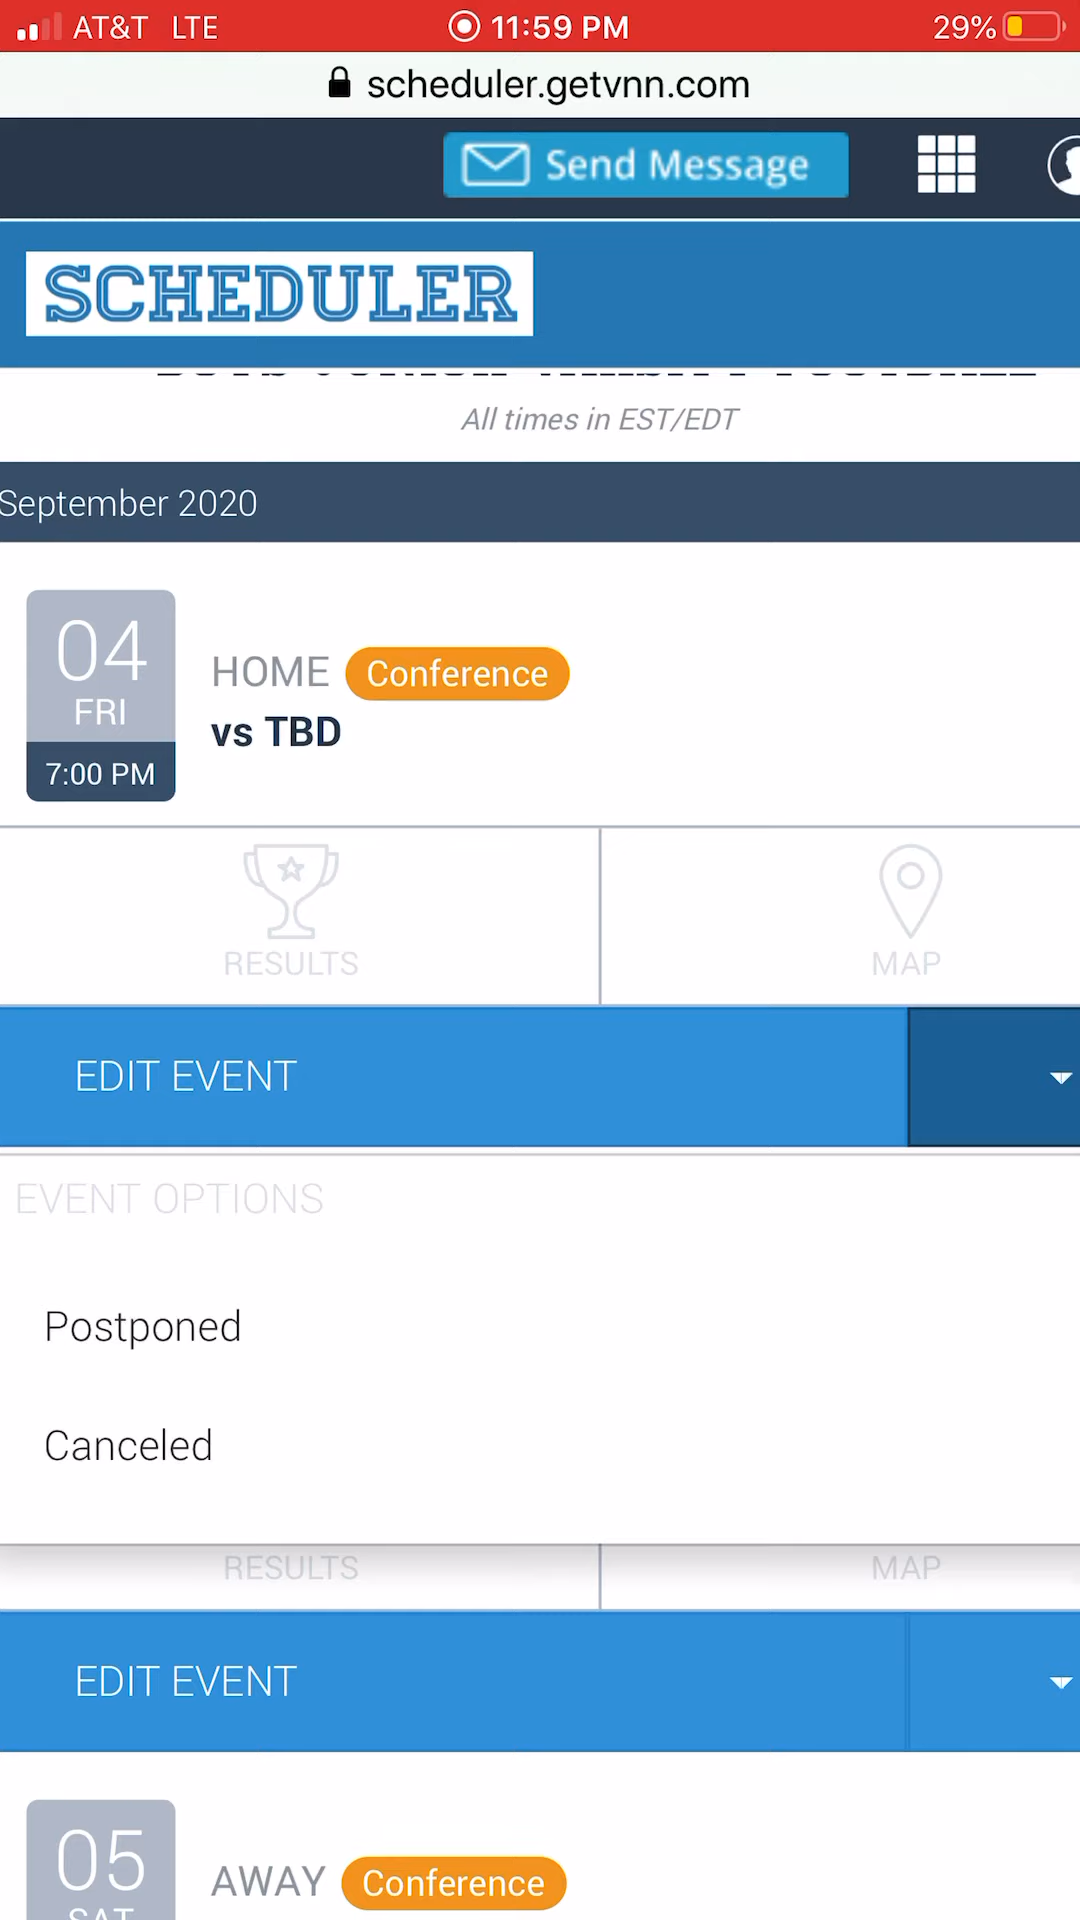 AT&T LTE 11:59 PM 29%
scheduler.getvnn.com
Send Message
SCHEDULER
All times in EST/EDT
September 2020
04
FRI
7:00 PM
HOME Conference
vs TBD
RESULTS
MAP
EDIT EVENT
EVENT OPTIONS
Postponed
Canceled
RESULTS
MAP
EDIT EVENT
05
SAT
AWAY Conference